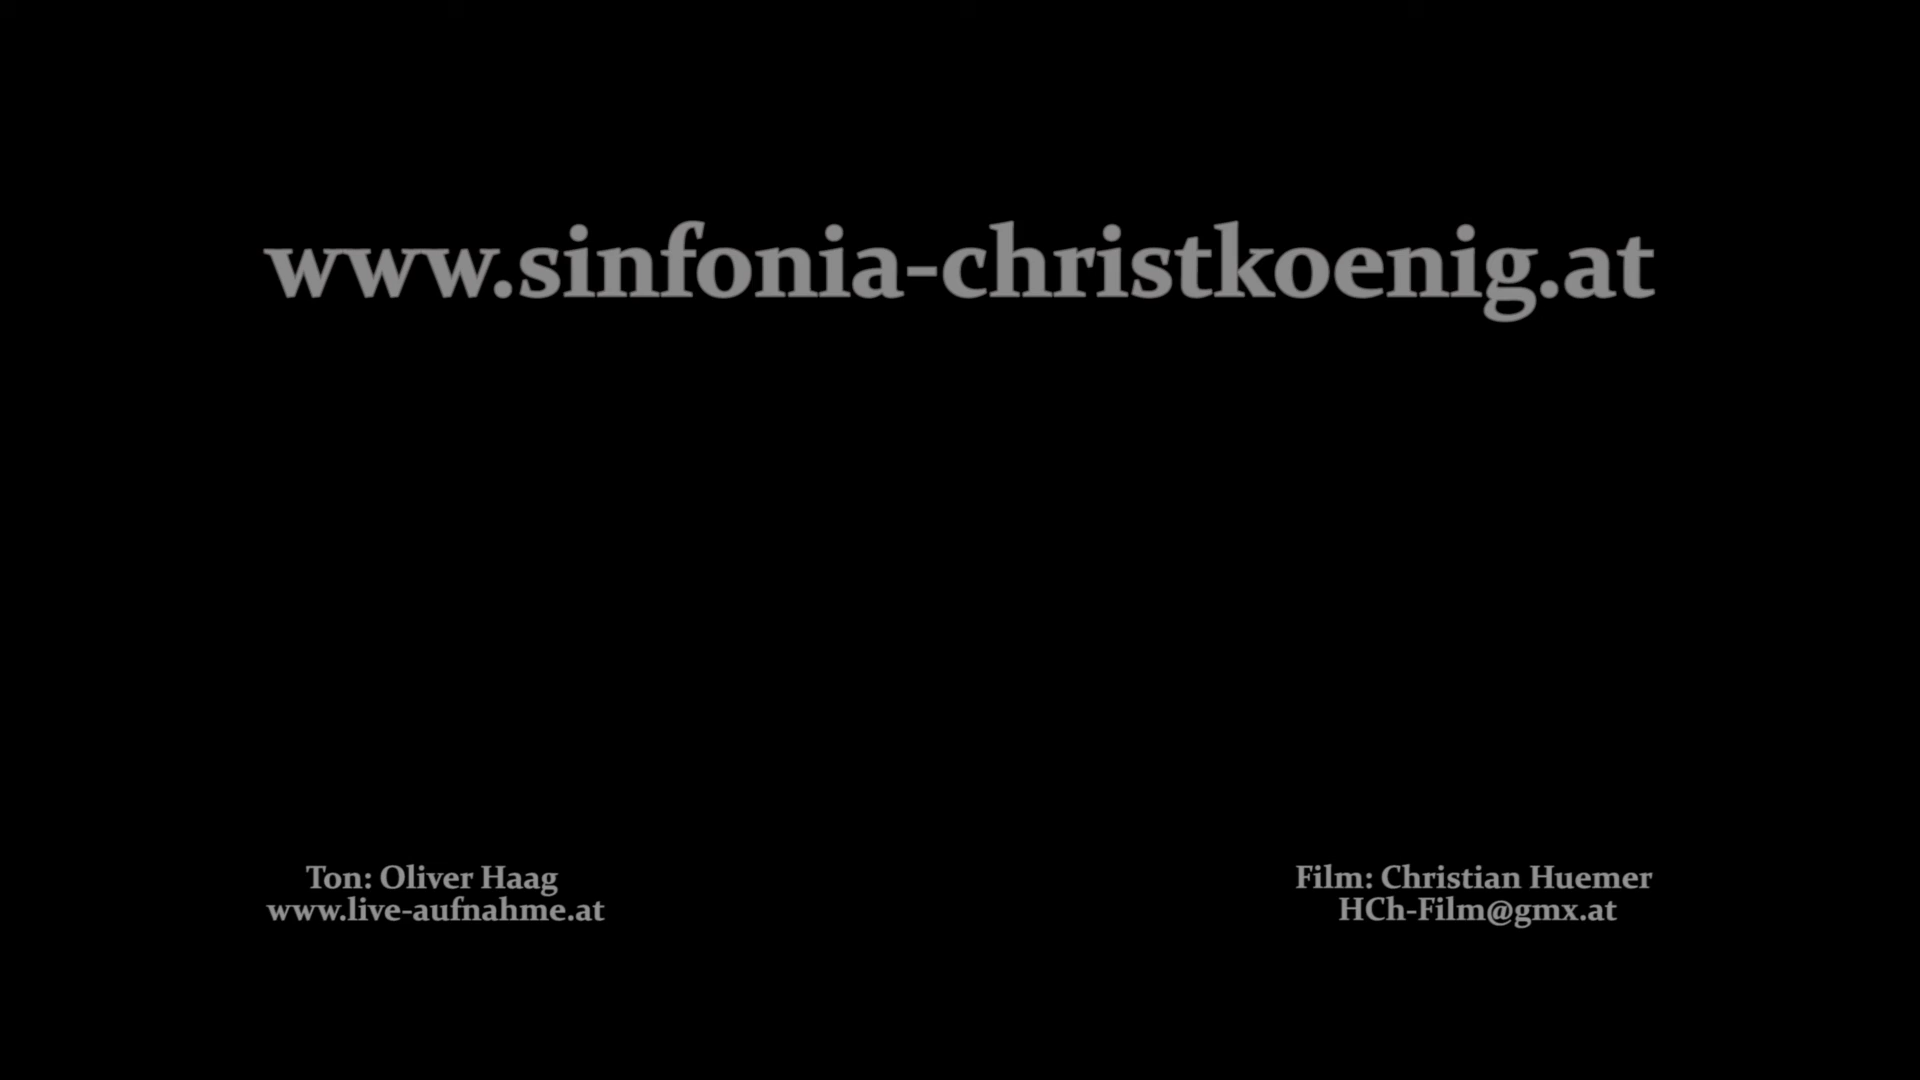 www.sinfonia-christkoenig.at
Ton: Oliver Haag
www.live-aufnahme.at
Film: Christian Huemer
HCh-Film@gmx.at